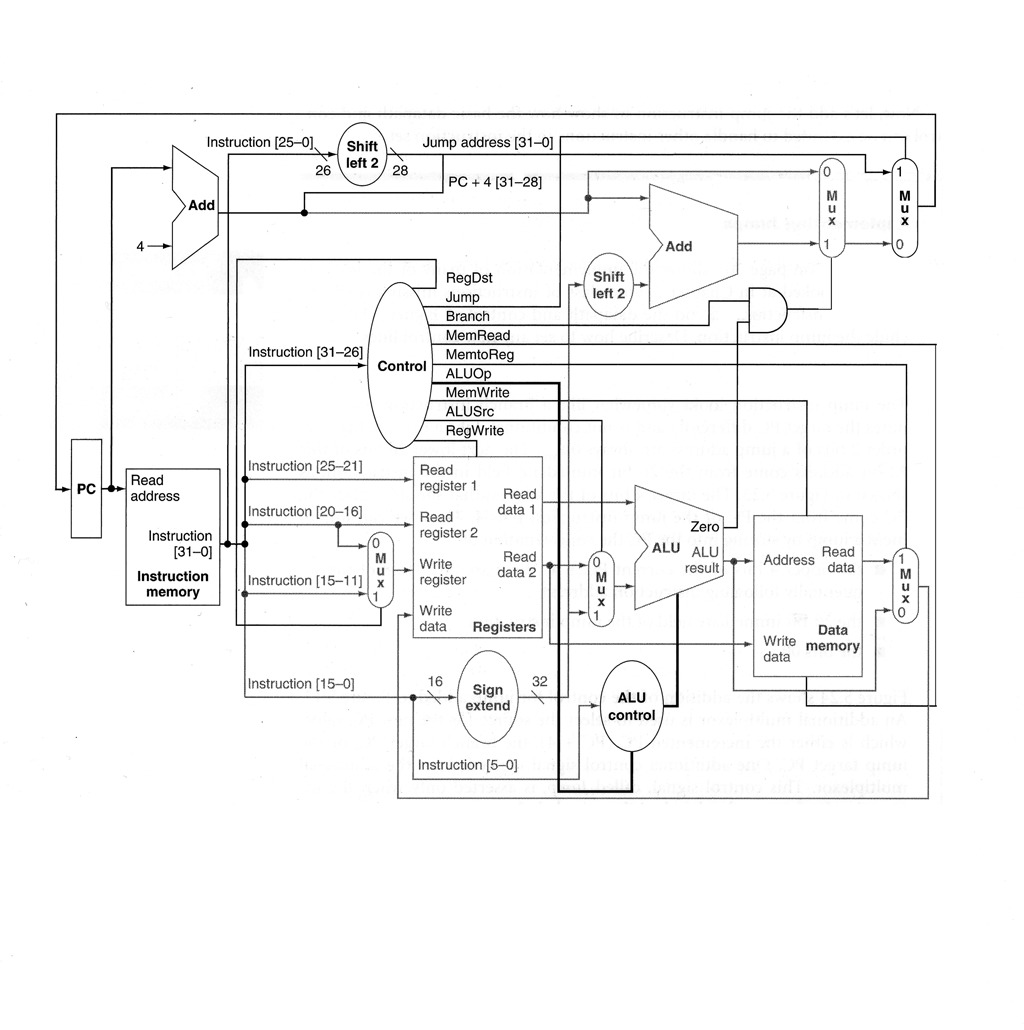 Instruction [25–0]
Shift
left 2
Jump address [31–0]
26
28
PC + 4 [31–28]
Add
4
0
M
u
x
1
1
M
u
x
0
Add
Shift
left 2
RegDst
Jump
Branch
MemRead
MemtoReg
ALUOp
MemWrite
ALUSrc
RegWrite
Instruction [31–26]
Control
PC
Read
address
Instruction
[31–0]
Instruction
memory
Instruction [25–21]
Instruction [20–16]
Instruction [15–11]
0
M
u
x
1
Read
register 1
Read
register 2
Write
register
Write
data
Read
data 1
Read
data 2
Registers
0
M
u
x
1
Zero
ALU
ALU
result
Address
Read
data
Write
data
Data
memory
1
M
u
x
0
Instruction [15–0]
16
Sign
extend
32
ALU
control
Instruction [5–0]